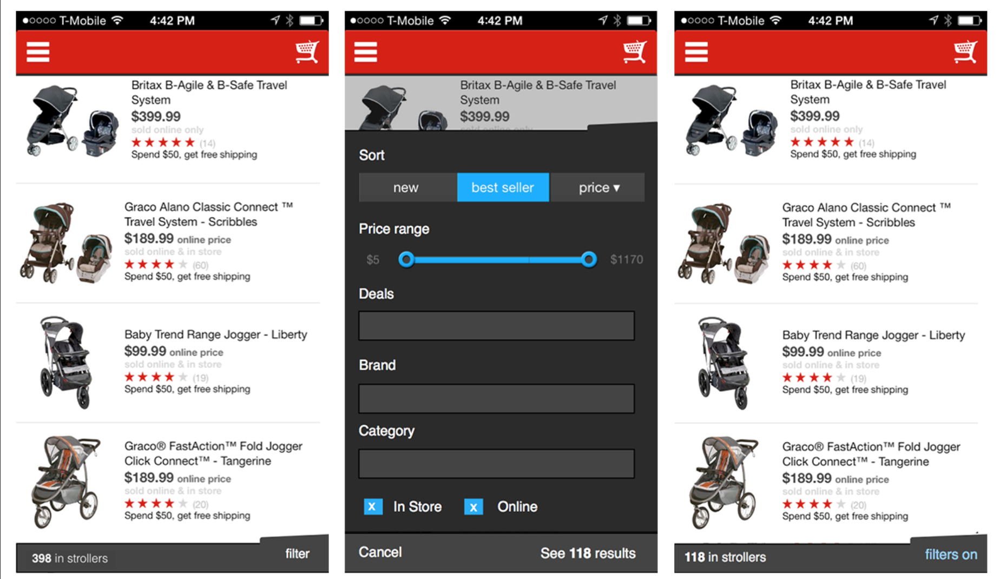 T-Mobile 4:42 PM
Britax B-Agile & B-Safe Travel
System
$399.99
sold online only
(14)
Spend $50, get free shipping
Graco Alano Classic Connect ™
Travel System - Scribbles
$189.99 online price
sold online & in store
(60)
Spend $50, get free shipping
Baby Trend Range Jogger - Liberty
$99.99 online price
sold online & in store
(19)
Spend $50, get free shipping
Graco® FastAction™ Fold Jogger
Click Connect™ - Tangerine
$189.99 online price
sold online & in store
(20)
Spend $50, get free shipping
398 in strollers filter
T-Mobile 4:42 PM
Britax B-Agile & B-Safe Travel
System
$399.99
sold online only
Sort
new best seller price ▾
Price range
$5 $1170
Deals
Brand
Category
x In Store x Online
Cancel See 118 results
T-Mobile 4:42 PM
Britax B-Agile & B-Safe Travel
System
$399.99
sold online only
(14)
Spend $50, get free shipping
Graco Alano Classic Connect ™
Travel System - Scribbles
$189.99 online price
sold online & in store
(60)
Spend $50, get free shipping
Baby Trend Range Jogger - Liberty
$99.99 online price
sold online & in store
(19)
Spend $50, get free shipping
Graco® FastAction™ Fold Jogger
Click Connect™ - Tangerine
$189.99 online price
sold online & in store
(20)
Spend $50, get free shipping
118 in strollers filters on